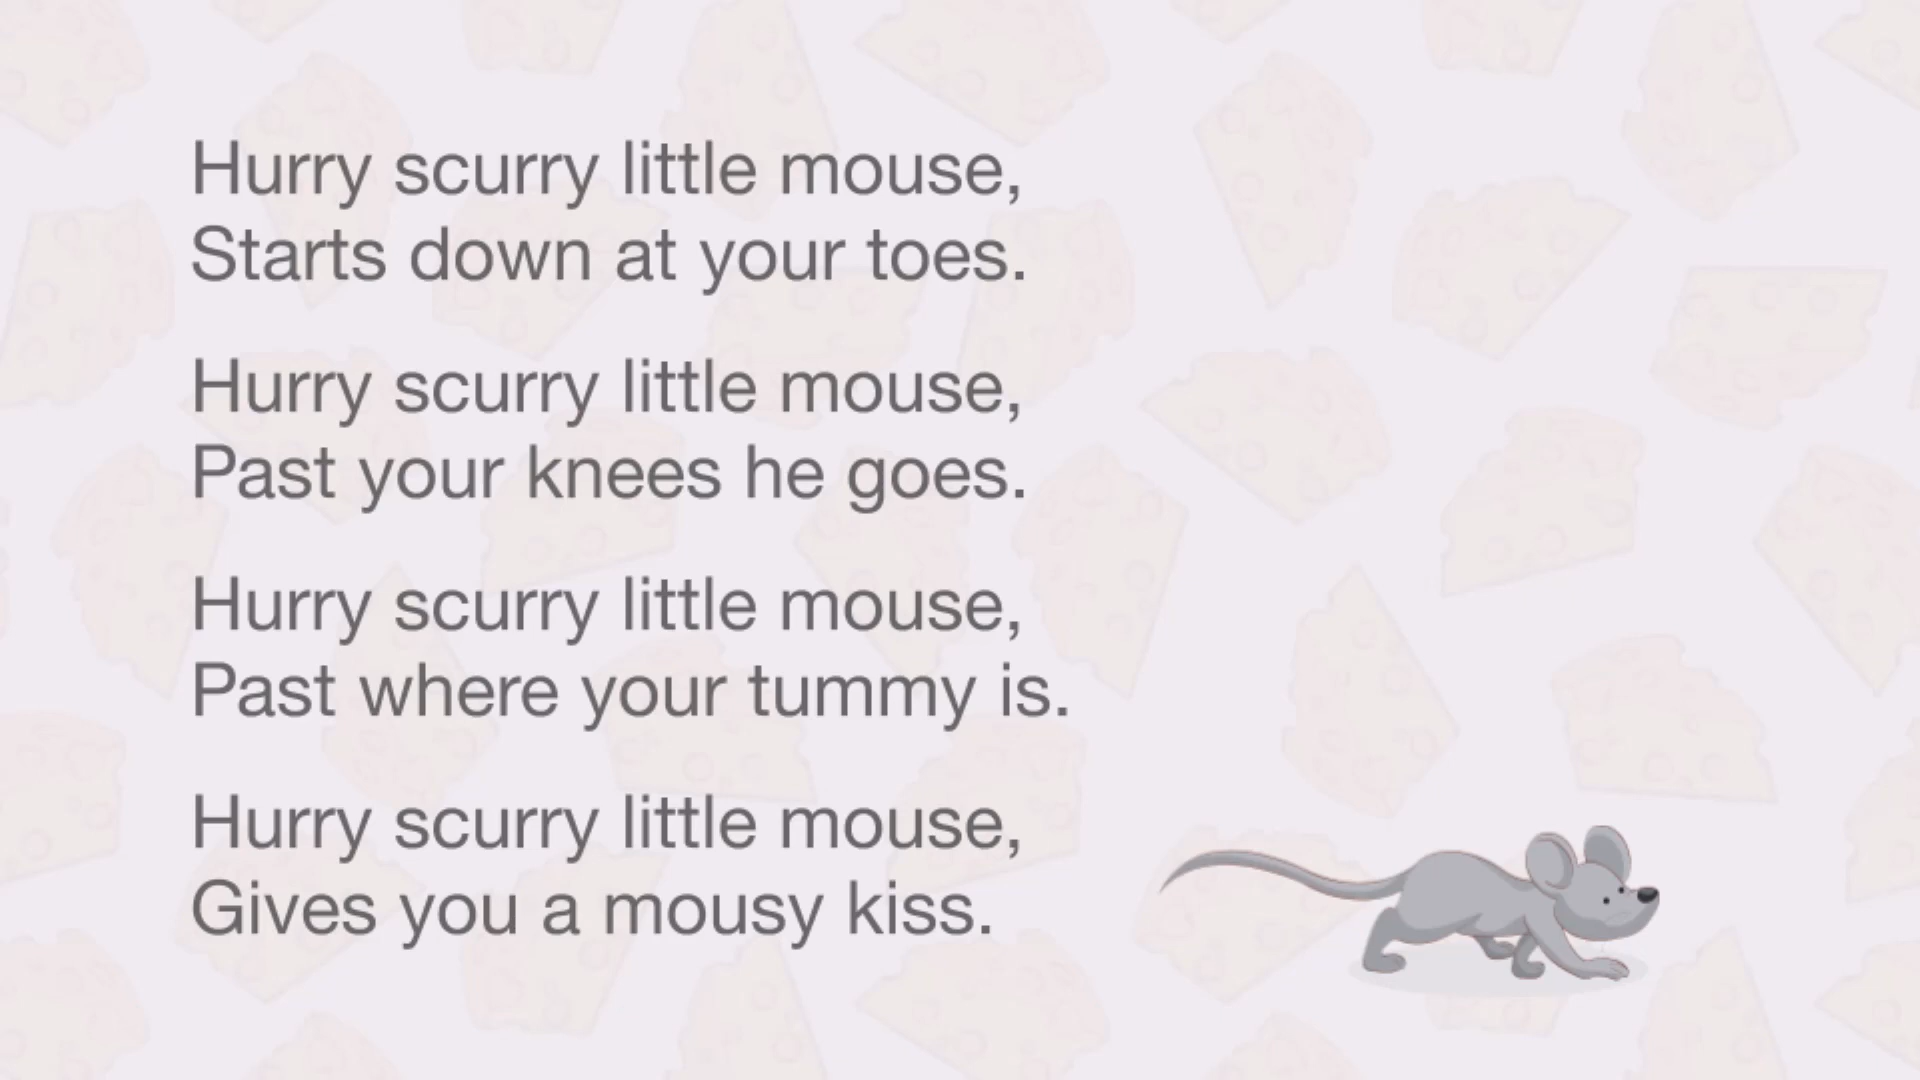 Hurry scurry little mouse,
Starts down at your toes.
Hurry scurry little mouse,
Past your knees he goes.
Hurry scurry little mouse,
Past where your tummy is.
Hurry scurry little mouse,
Gives you a mousy kiss.